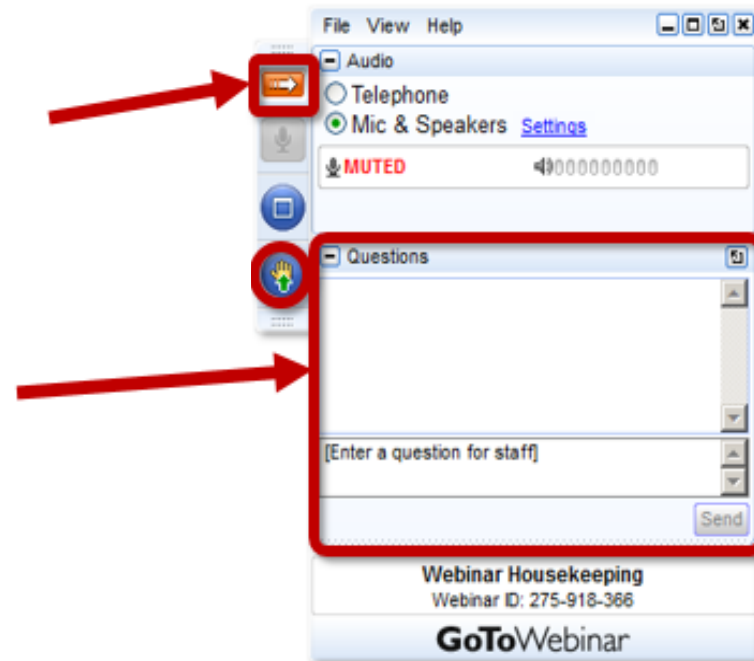 File View Help
Audio
Telephone
Mic & Speakers Settings
MUTED 000000000
Questions
[Enter a question for staff]
Send
Webinar Housekeeping
Webinar ID: 275-918-366
GoToWebinar